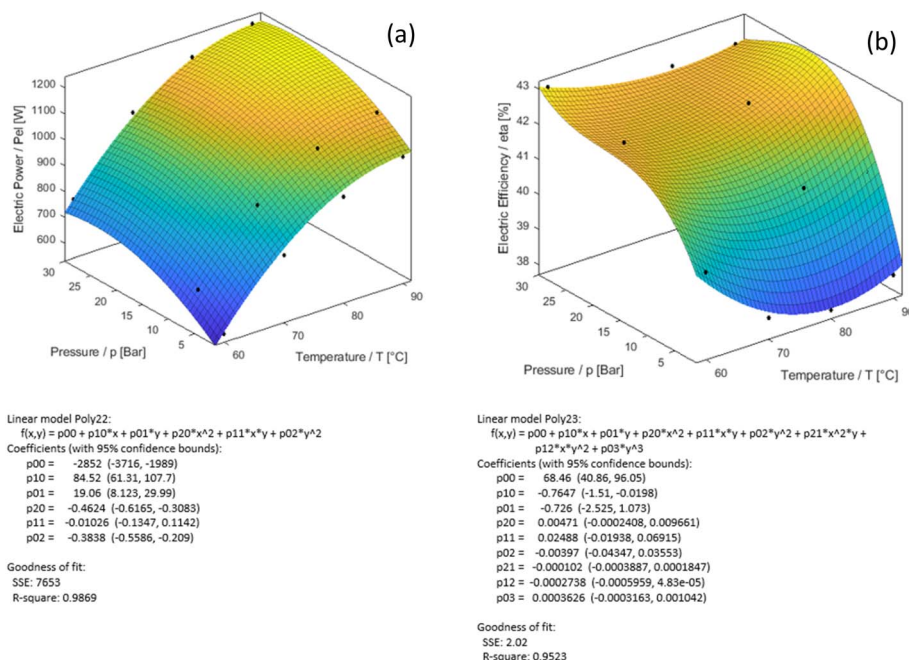 (a)
Electric Power / Pel [W]
1200
1100
1000
900
800
700
600
30
25
20
15
10
5
Pressure / p [Bar]
60
70
80
90
Temperature / T [°C]
(b)
Electric Efficiency / eta [%]
43
42
41
40
39
38
30
25
20
15
10
5
Pressure / p [Bar]
60
70
80
90
Temperature / T [°C]
Linear model Poly22:
f(x,y) = p00 + p10*x + p01*y + p20*x^2 + p11*x*y + p02*y^2
Coefficients (with 95% confidence bounds):
p00 = -2852 (-3716, -1989)
p10 = 84.52 (61.31, 107.7)
p01 = 19.06 (8.123, 29.99)
p20 = -0.4624 (-0.6165, -0.3083)
p11 = -0.01026 (-0.1347, 0.1142)
p02 = -0.3838 (-0.5586, -0.209)
Goodness of fit:
SSE: 7653
R-square: 0.9869
Linear model Poly23:
f(x,y) = p00 + p10*x + p01*y + p20*x^2 + p11*x*y + p02*y^2 + p21*x^2*y +
p12*x*y^2 + p03*y^3
Coefficients (with 95% confidence bounds):
p00 = 68.46 (40.86, 96.05)
p10 = -0.7647 (-1.51, -0.0198)
p01 = -0.726 (-2.525, 1.073)
p20 = 0.00471 (-0.0002408, 0.009661)
p11 = 0.02488 (-0.01938, 0.06915)
p02 = -0.00397 (-0.04347, 0.03553)
p21 = -0.000102 (-0.0003887, 0.0001847)
p12 = -0.0002738 (-0.0005959, 4.83e-05)
p03 = 0.0003626 (-0.0003163, 0.001042)
Goodness of fit:
SSE: 2.02
R-square: 0.9523